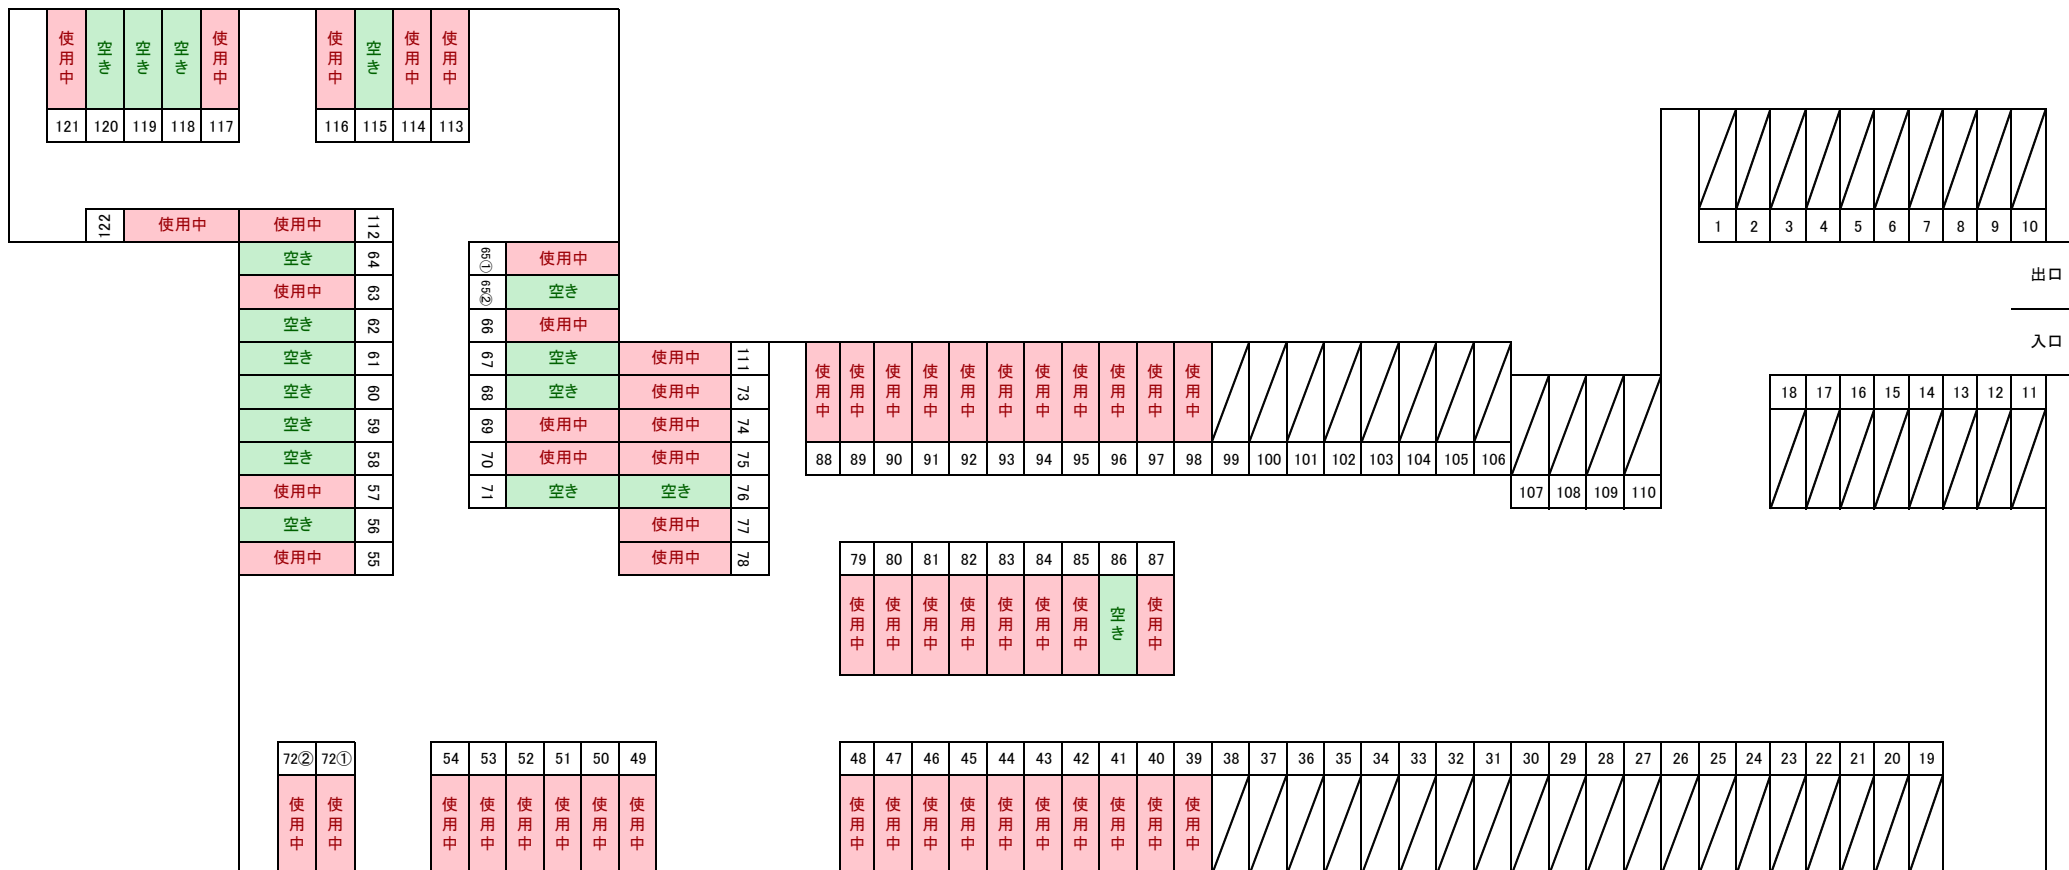 使用中 空き 空き 空き 使用中 使用中 空き 使用中 使用中
121 120 119 118 117 116 115 114 113
122 使用中 使用中 112
1 2 3 4 5 6 7 8 9 10
空き 64 65① 使用中
出口
使用中 63 65② 空き
空き 62 66 使用中
入口
空き 61 67 空き 使用中 111
空き 60 68 空き 使用中 73
使用中 使用中 使用中 使用中 使用中 使用中 使用中 使用中 使用中 使用中 使用中
18 17 16 15 14 13 12 11
空き 59 69 使用中 使用中 74
空き 58 70 使用中 使用中 75
88 89 90 91 92 93 94 95 96 97 98 99 100 101 102 103 104 105 106
使用中 57 71 空き 空き 76
107 108 109 110
空き 56 使用中 77
使用中 55 使用中 78
79 80 81 82 83 84 85 86 87
使用中 使用中 使用中 使用中 使用中 使用中 使用中 空き 使用中
72② 72① 54 53 52 51 50 49 48 47 46 45 44 43 42 41 40 39 38 37 36 35 34 33 32 31 30 29 28 27 26 25 24 23 22 21 20 19
使用中 使用中 使用中 使用中 使用中 使用中 使用中 使用中 使用中 使用中 使用中 使用中 使用中 使用中 使用中 使用中 使用中 使用中